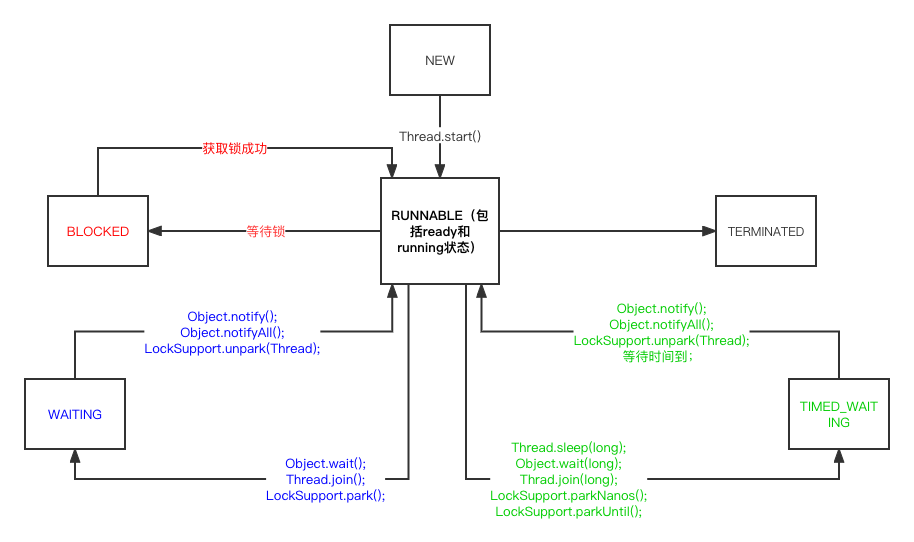 NEW
Thread.start()
获取锁成功
RUNNABLE（包
括ready和
running状态）
BLOCKED
等待锁
TERMINATED
Object.notify();
Object.notifyAll();
LockSupport.unpark(Thread);
Object.notify();
Object.notifyAll();
LockSupport.unpark(Thread);
等待时间到；
WAITING
TIMED_WAIT
ING
Object.wait();
Thread.join();
LockSupport.park();
Thread.sleep(long);
Object.wait(long);
Thrad.join(long);
LockSupport.parkNanos();
LockSupport.parkUntil();